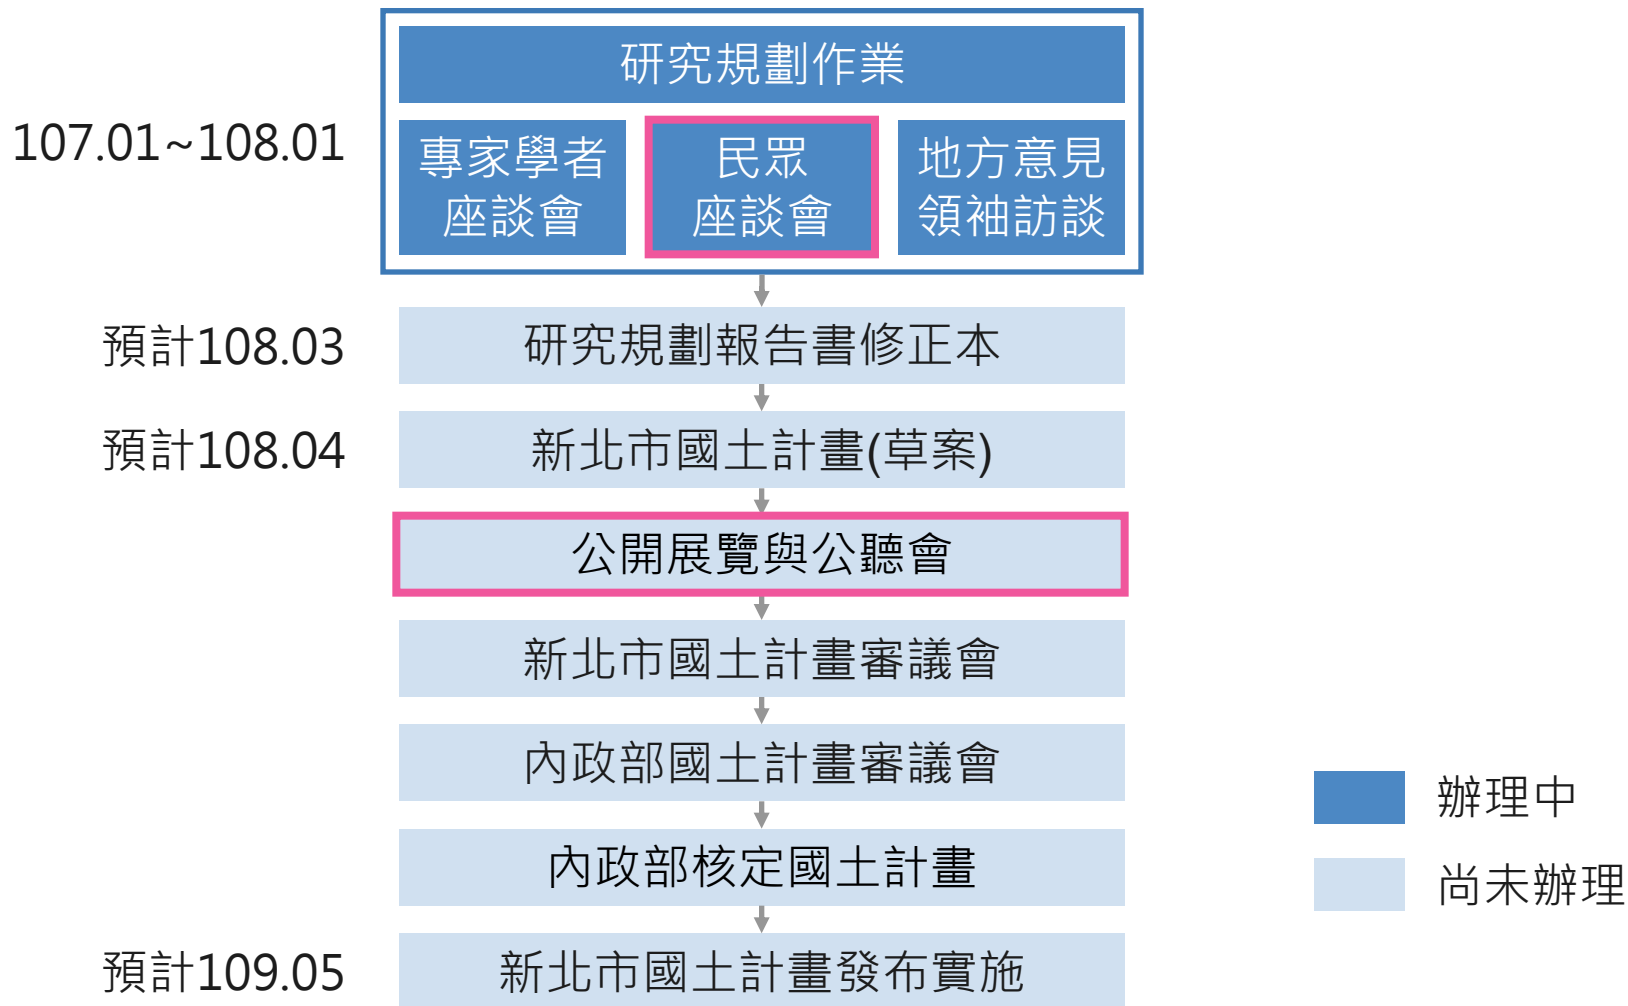 研究規劃作業
107.01~108.01
專家學者
座談會
民眾
座談會
地方意見
領袖訪談
預計108.03
研究規劃報告書修正本
預計108.04
新北市國土計畫(草案)
公開展覽與公聽會
新北市國土計畫審議會
內政部國土計畫審議會
內政部核定國土計畫
預計109.05
新北市國土計畫發布實施
辦理中
尚未辦理